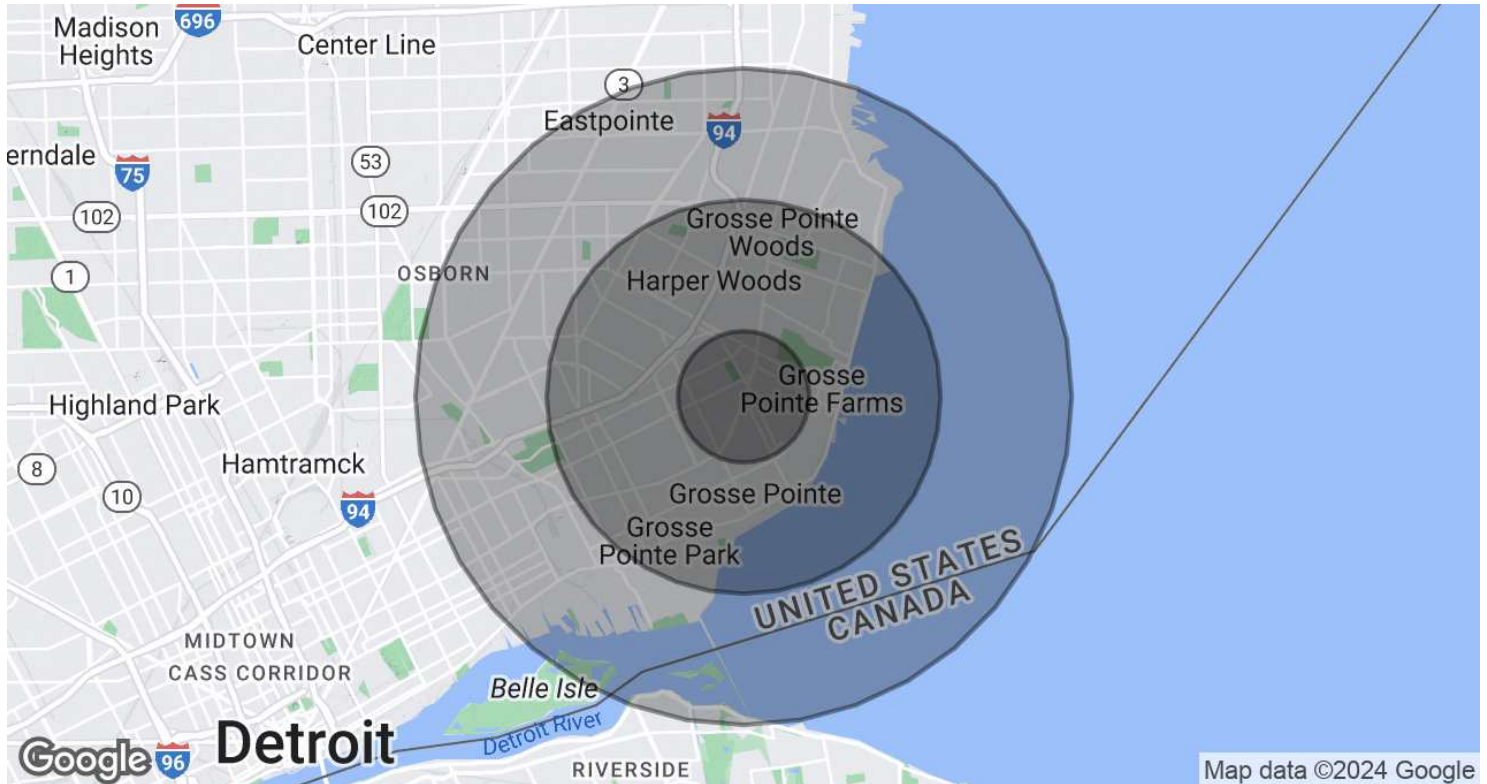 696
Madison
Heights
Center Line
3
Eastpointe
94
erndale
75
53
102
102
Grosse Pointe
Woods
1
OSBORN
Harper Woods
Grosse
Pointe Farms
Highland Park
8
Hamtramck
10
94
Grosse Pointe
Grosse
Pointe Park
UNITED STATES
CANADA
MIDTOWN
CASS CORRIDOR
Belle Isle
Detroit River
Detroit
Google
96
RIVERSIDE
Map data ©2024 Google